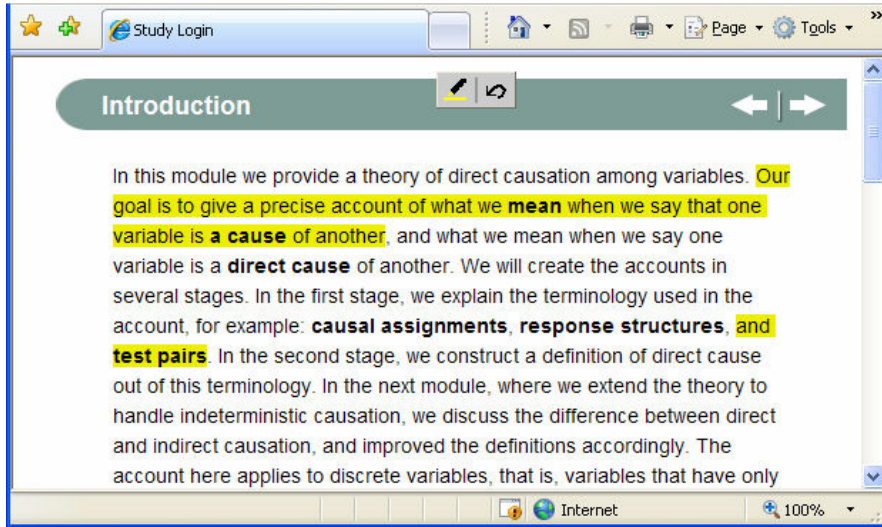 Study Login
Page
Tools
»
Introduction
In this module we provide a theory of direct causation among variables. Our
goal is to give a precise account of what we mean when we say that one
variable is a cause of another, and what we mean when we say one
variable is a direct cause of another. We will create the accounts in
several stages. In the first stage, we explain the terminology used in the
account, for example: causal assignments, response structures, and
test pairs. In the second stage, we construct a definition of direct cause
out of this terminology. In the next module, where we extend the theory to
handle indeterministic causation, we discuss the difference between direct
and indirect causation, and improved the definitions accordingly. The
account here applies to discrete variables, that is, variables that have only
Internet
100%